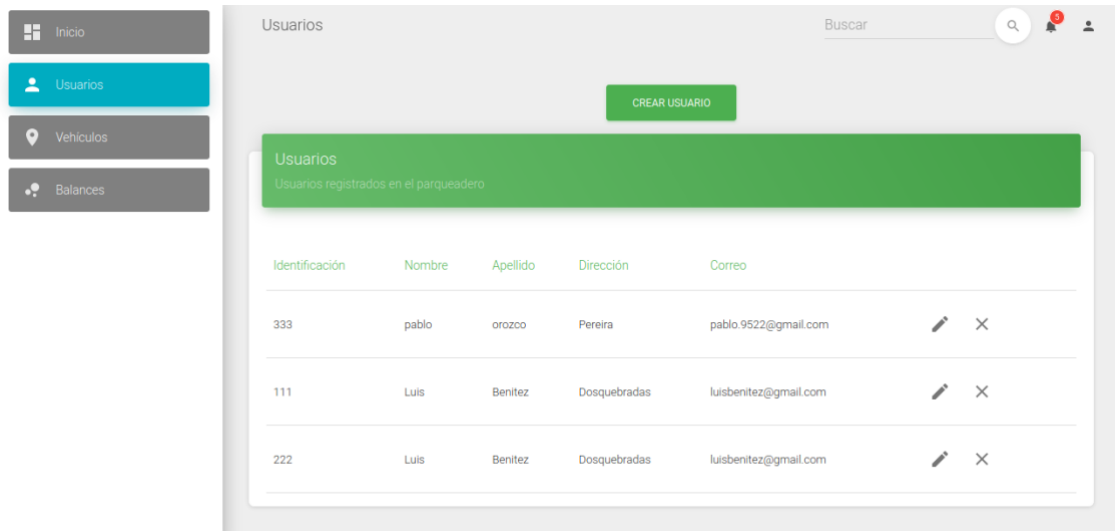 Inicio
Usuarios
Vehículos
Balances
Usuarios
Buscar
5
CREAR USUARIO
Usuarios
Usuarios registrados en el parqueadero
Identificación Nombre Apellido Dirección Correo
333 pablo orozco Pereira pablo.9522@gmail.com
111 Luis Benitez Dosquebradas luisbenitez@gmail.com
222 Luis Benitez Dosquebradas luisbenitez@gmail.com